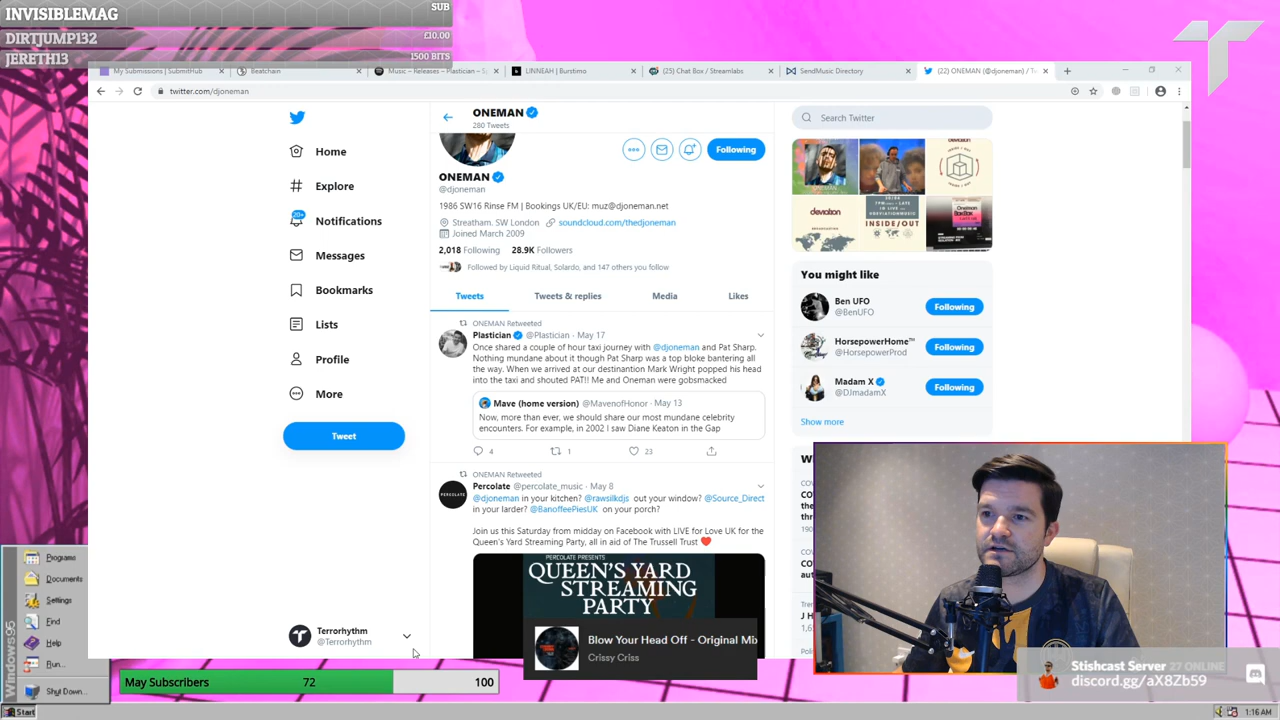 INVISIBLEMAG
SUB
DIRTJUMP132
£10.00
JERETH13
1500 BITS
My Submissions | SubmitHub
Beatchain
Music – Releases – Plastician – S
LINNEAH | Burstimo
(25) Chat Box / Streamlabs
SendMusic Directory
(22) ONEMAN (@djoneman) / T
twitter.com/djoneman
ONEMAN
280 Tweets
Search Twitter
Home
Explore
20+
Notifications
Messages
Bookmarks
Lists
Profile
More
Tweet
Following
ONEMAN
@djoneman
1986 SW16 Rinse FM | Bookings UK/EU: muz@djoneman.net
Streatham, SW London
soundcloud.com/thedjoneman
Joined March 2009
2,018 Following 28.9K Followers
Followed by Liquid Ritual, Solardo, and 147 others you follow
Tweets
Tweets & replies
Media
Likes
ONEMAN Retweeted
Plastician @Plastician · May 17
Once shared a couple of hour taxi journey with @djoneman and Pat Sharp.
Nothing mundane about it though Pat Sharp was a top bloke bantering all
the way. When we arrived at our destinantion Mark Wright popped his head
into the taxi and shouted PAT!! Me and Oneman were gobsmacked
Mave (home version) @MavenofHonor · May 13
Now, more than ever, we should share our most mundane celebrity
encounters. For example, in 2002 I saw Diane Keaton in the Gap
4
1
23
ONEMAN Retweeted
Percolate @percolate_music · May 8
@djoneman in your kitchen? @rawsilkdjs out your window? @Source_Direct
in your larder? @BanoffeePiesUK on your porch?
Join us this Saturday from midday on Facebook with LIVE for Love UK for the
Queen's Yard Streaming Party, all in aid of The Trussell Trust
PERCOLATE PRESENTS
QUEEN'S YARD
STREAMING
PARTY
deviation
INSIDE/OUT
You might like
Ben UFO
@BenUFO
Following
HorsepowerHome™
@HorsepowerProd
Following
Madam X
@DJmadamX
Following
Show more
Terrorhythm
@Terrorhythm
Blow Your Head Off - Original Mix
Crissy Criss
Programs
Documents
Settings
Find
Help
Run...
Shut Down...
Windows95
Start
May Subscribers
72
100
Stishcast Server 27 ONLINE
discord.gg/aX8Zb59
1:16 AM